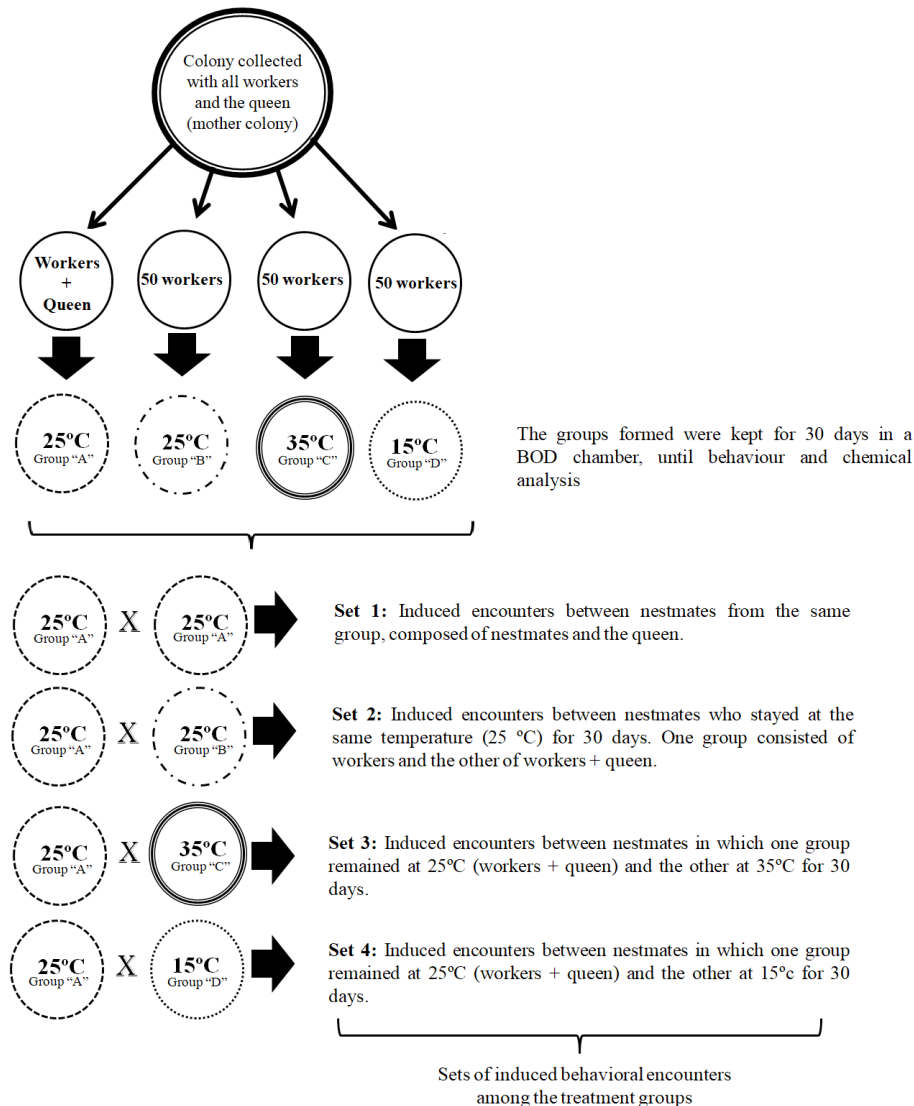 Colony collected
with all workers
and the queen
(mother colony)
Workers
+
Queen
50 workers
50 workers
50 workers
25ºC
Group “A”
25ºC
Group “B”
35ºC
Group “C”
15ºC
Group “D”
The groups formed were kept for 30 days in a
BOD chamber, until behaviour and chemical
analysis
25ºC
Group “A”
X
25ºC
Group “A”
Set 1: Induced encounters between nestmates from the same
group, composed of nestmates and the queen.
25ºC
Group “A”
X
25ºC
Group “B”
Set 2: Induced encounters between nestmates who stayed at the
same temperature (25 ºC) for 30 days. One group consisted of
workers and the other of workers + queen.
25ºC
Group “A”
X
35ºC
Group “C”
Set 3: Induced encounters between nestmates in which one group
remained at 25ºC (workers + queen) and the other at 35ºC for 30
days.
25ºC
Group “A”
X
15ºC
Group “D”
Set 4: Induced encounters between nestmates in which one group
remained at 25ºC (workers + queen) and the other at 15ºc for 30
days.
Sets of induced behavioral encounters
among the treatment groups